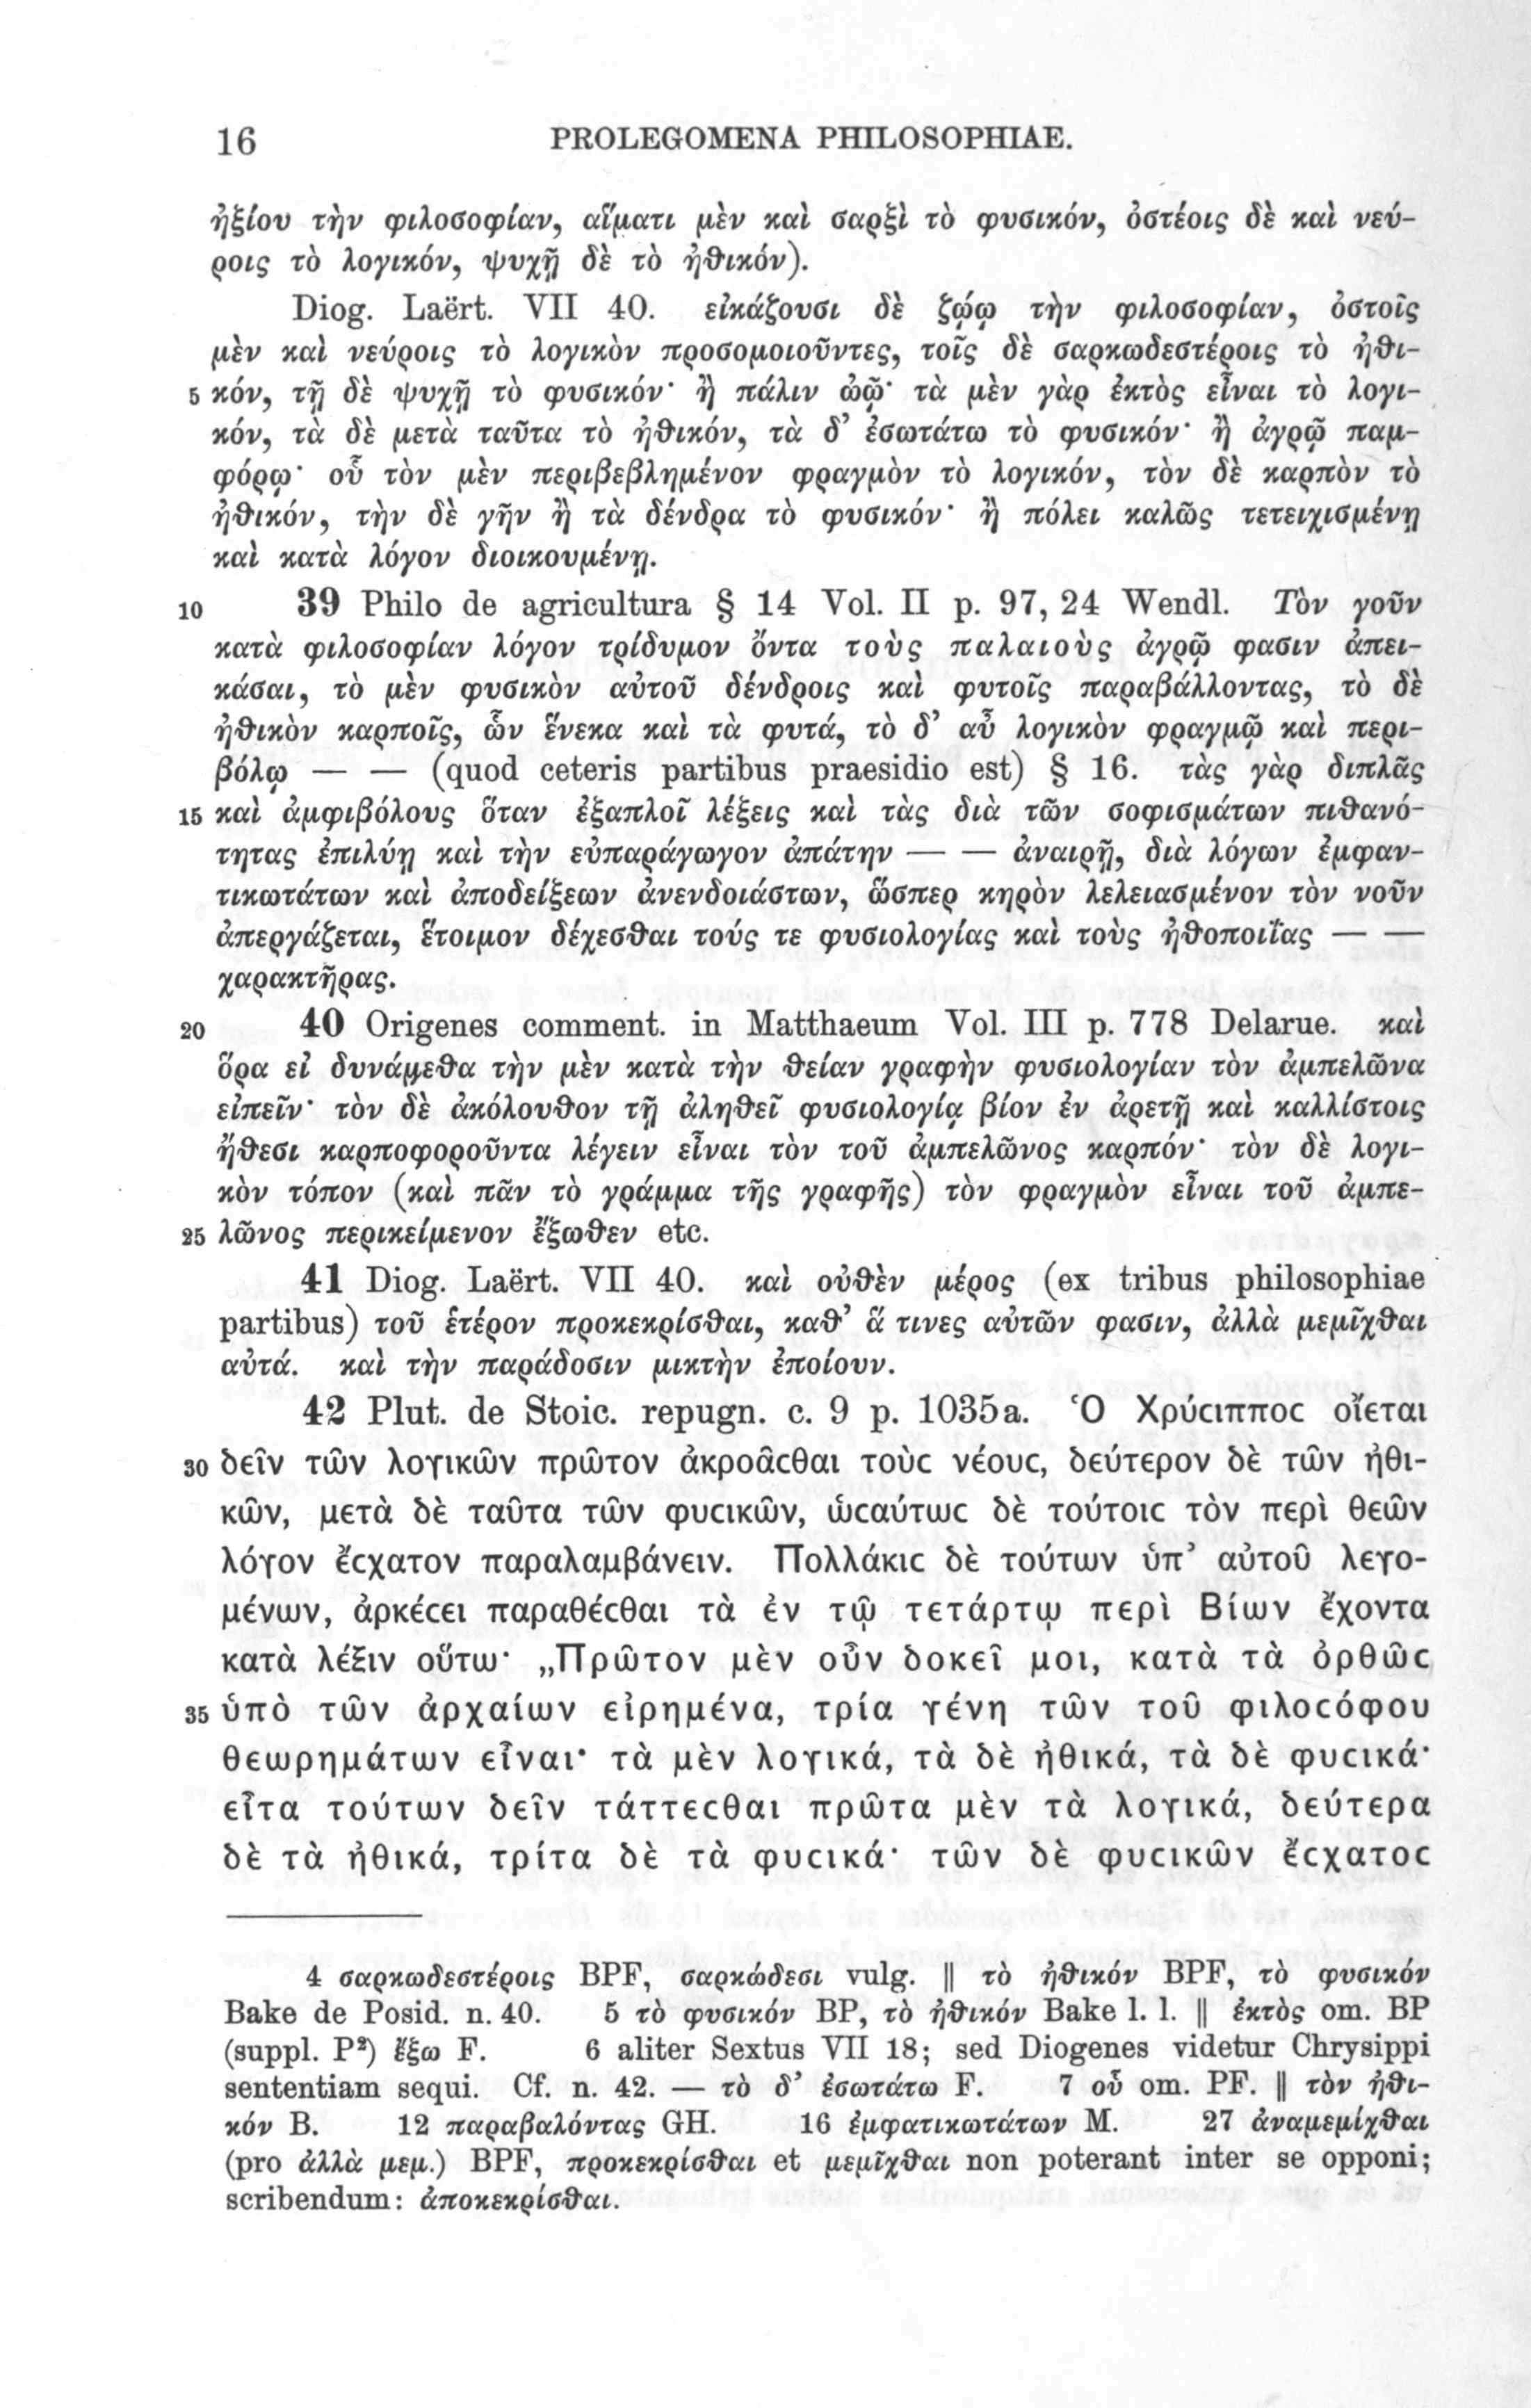 16 PROLEGOMENA PHILOSOPHIAE.
ἠξίου τὴν φιλοσοφίαν, αἵματι μὲν καὶ σαρξὶ τὸ φυσικόν, ὀστέοις δὲ καὶ νεύ-
ροις τὸ λογικόν, ψυχῇ δὲ τὸ ἠθικόν).
Diog. Laërt. VII 40. εἰκάζουσι δὲ ζῴῳ τὴν φιλοσοφίαν, ὀστοῖς
μὲν καὶ νεύροις τὸ λογικὸν προσομοιοῦντες, τοῖς δὲ σαρκωδεστέροις τὸ ἠθι-
5 κόν, τῇ δὲ ψυχῇ τὸ φυσικόν· ἢ πάλιν ὠῷ· τὰ μὲν γὰρ ἐκτὸς εἶναι τὸ λογι-
κόν, τὰ δὲ μετὰ ταῦτα τὸ ἠθικόν, τὰ δ’ ἐσωτάτω τὸ φυσικόν· ἢ ἀγρῷ παμ-
φόρῳ· οὗ τὸν μὲν περιβεβλημένον φραγμὸν τὸ λογικόν, τὸν δὲ καρπὸν τὸ
ἠθικόν, τὴν δὲ γῆν ἢ τὰ δένδρα τὸ φυσικόν· ἢ πόλει καλῶς τετειχισμένῃ
καὶ κατὰ λόγον διοικουμένῃ.
10 39 Philo de agricultura § 14 Vol. II p. 97, 24 Wendl. Τὸν γοῦν
κατὰ φιλοσοφίαν λόγον τρίδυμον ὄντα τοὺς παλαιοὺς ἀγρῷ φασιν ἀπει-
κάσαι, τὸ μὲν φυσικὸν αὐτοῦ δένδροις καὶ φυτοῖς παραβάλλοντας, τὸ δὲ
ἠθικὸν καρποῖς, ὧν ἕνεκα καὶ τὰ φυτά, τὸ δ’ αὖ λογικὸν φραγμῷ καὶ περι-
βόλῳ — — (quod ceteris partibus praesidio est) § 16. τὰς γὰρ διπλᾶς
15 καὶ ἀμφιβόλους ὅταν ἐξαπλοῖ λέξεις καὶ τὰς διὰ τῶν σοφισμάτων πιθανό-
τητας ἐπιλύῃ καὶ τὴν εὐπαράγωγον ἀπάτην — — ἀναιρῇ, διὰ λόγων ἐμφαν-
τικωτάτων καὶ ἀποδείξεων ἀνενδοιάστων, ὥσπερ κηρὸν λελειασμένον τὸν νοῦν
ἀπεργάζεται, ἕτοιμον δέχεσθαι τούς τε φυσιολογίας καὶ τοὺς ἠθοποιΐας — —
χαρακτῆρας.
20 40 Origenes comment. in Matthaeum Vol. III p. 778 Delarue. καὶ
ὅρα εἰ δυνάμεθα τὴν μὲν κατὰ τὴν θείαν γραφὴν φυσιολογίαν τὸν ἀμπελῶνα
εἰπεῖν· τὸν δὲ ἀκόλουθον τῇ ἀληθεῖ φυσιολογίᾳ βίον ἐν ἀρετῇ καὶ καλλίστοις
ἤθεσι καρποφοροῦντα λέγειν εἶναι τὸν τοῦ ἀμπελῶνος καρπόν· τὸν δὲ λογι-
κὸν τόπον (καὶ πᾶν τὸ γράμμα τῆς γραφῆς) τὸν φραγμὸν εἶναι τοῦ ἀμπε-
25 λῶνος περικείμενον ἔξωθεν etc.
41 Diog. Laërt. VII 40. καὶ οὐθὲν μέρος (ex tribus philosophiae
partibus) τοῦ ἑτέρου προκεκρίσθαι, καθ’ ἅ τινες αὐτῶν φασιν, ἀλλὰ μεμῖχθαι
αὐτά. καὶ τὴν παράδοσιν μικτὴν ἐποίουν.
42 Plut. de Stoic. repugn. c. 9 p. 1035a. Ὁ Χρύϲιπποϲ οἴεται
30 δεῖν τῶν λογικῶν πρῶτον ἀκροᾶϲθαι τοὺϲ νέουϲ, δεύτερον δὲ τῶν ἠθι-
κῶν, μετὰ δὲ ταῦτα τῶν φυϲικῶν, ὡϲαύτωϲ δὲ τούτοιϲ τὸν περὶ θεῶν
λόγον ἔϲχατον παραλαμβάνειν. Πολλάκιϲ δὲ τούτων ὑπ’ αὐτοῦ λεγο-
μένων, ἀρκέϲει παραθέϲθαι τὰ ἐν τῷ τετάρτῳ περὶ Βίων ἔχοντα
κατὰ λέξιν οὕτω· „Πρῶτον μὲν οὖν δοκεῖ μοι, κατὰ τὰ ὀρθῶϲ
35 ὑπὸ τῶν ἀρχαίων εἰρημένα, τρία γένη τῶν τοῦ φιλοϲόφου
θεωρημάτων εἶναι· τὰ μὲν λογικά, τὰ δὲ ἠθικά, τὰ δὲ φυϲικά·
εἶτα τούτων δεῖν τάττεϲθαι πρῶτα μὲν τὰ λογικά, δεύτερα
δὲ τὰ ἠθικά, τρίτα δὲ τὰ φυϲικά· τῶν δὲ φυϲικῶν ἔϲχατοϲ
4 σαρκωδεστέροις BPF, σαρκώδεσι vulg. || τὸ ἠθικόν BPF, τὸ φυσικόν
Bake de Posid. n. 40. 5 τὸ φυσικόν BP, τὸ ἠθικόν Bake l. l. || ἐκτὸς om. BP
(suppl. P²) ἔξω F. 6 aliter Sextus VII 18; sed Diogenes videtur Chrysippi
sententiam sequi. Cf. n. 42. — τὸ δ’ ἐσωτάτω F. 7 οὗ om. PF. || τὸν ἠθι-
κόν B. 12 παραβαλόντας GH. 16 ἐμφατικωτάτων M. 27 ἀναμεμίχθαι
(pro ἀλλὰ μεμ.) BPF, προκεκρίσθαι et μεμῖχθαι non poterant inter se opponi;
scribendum: ἀποκεκρίσθαι.